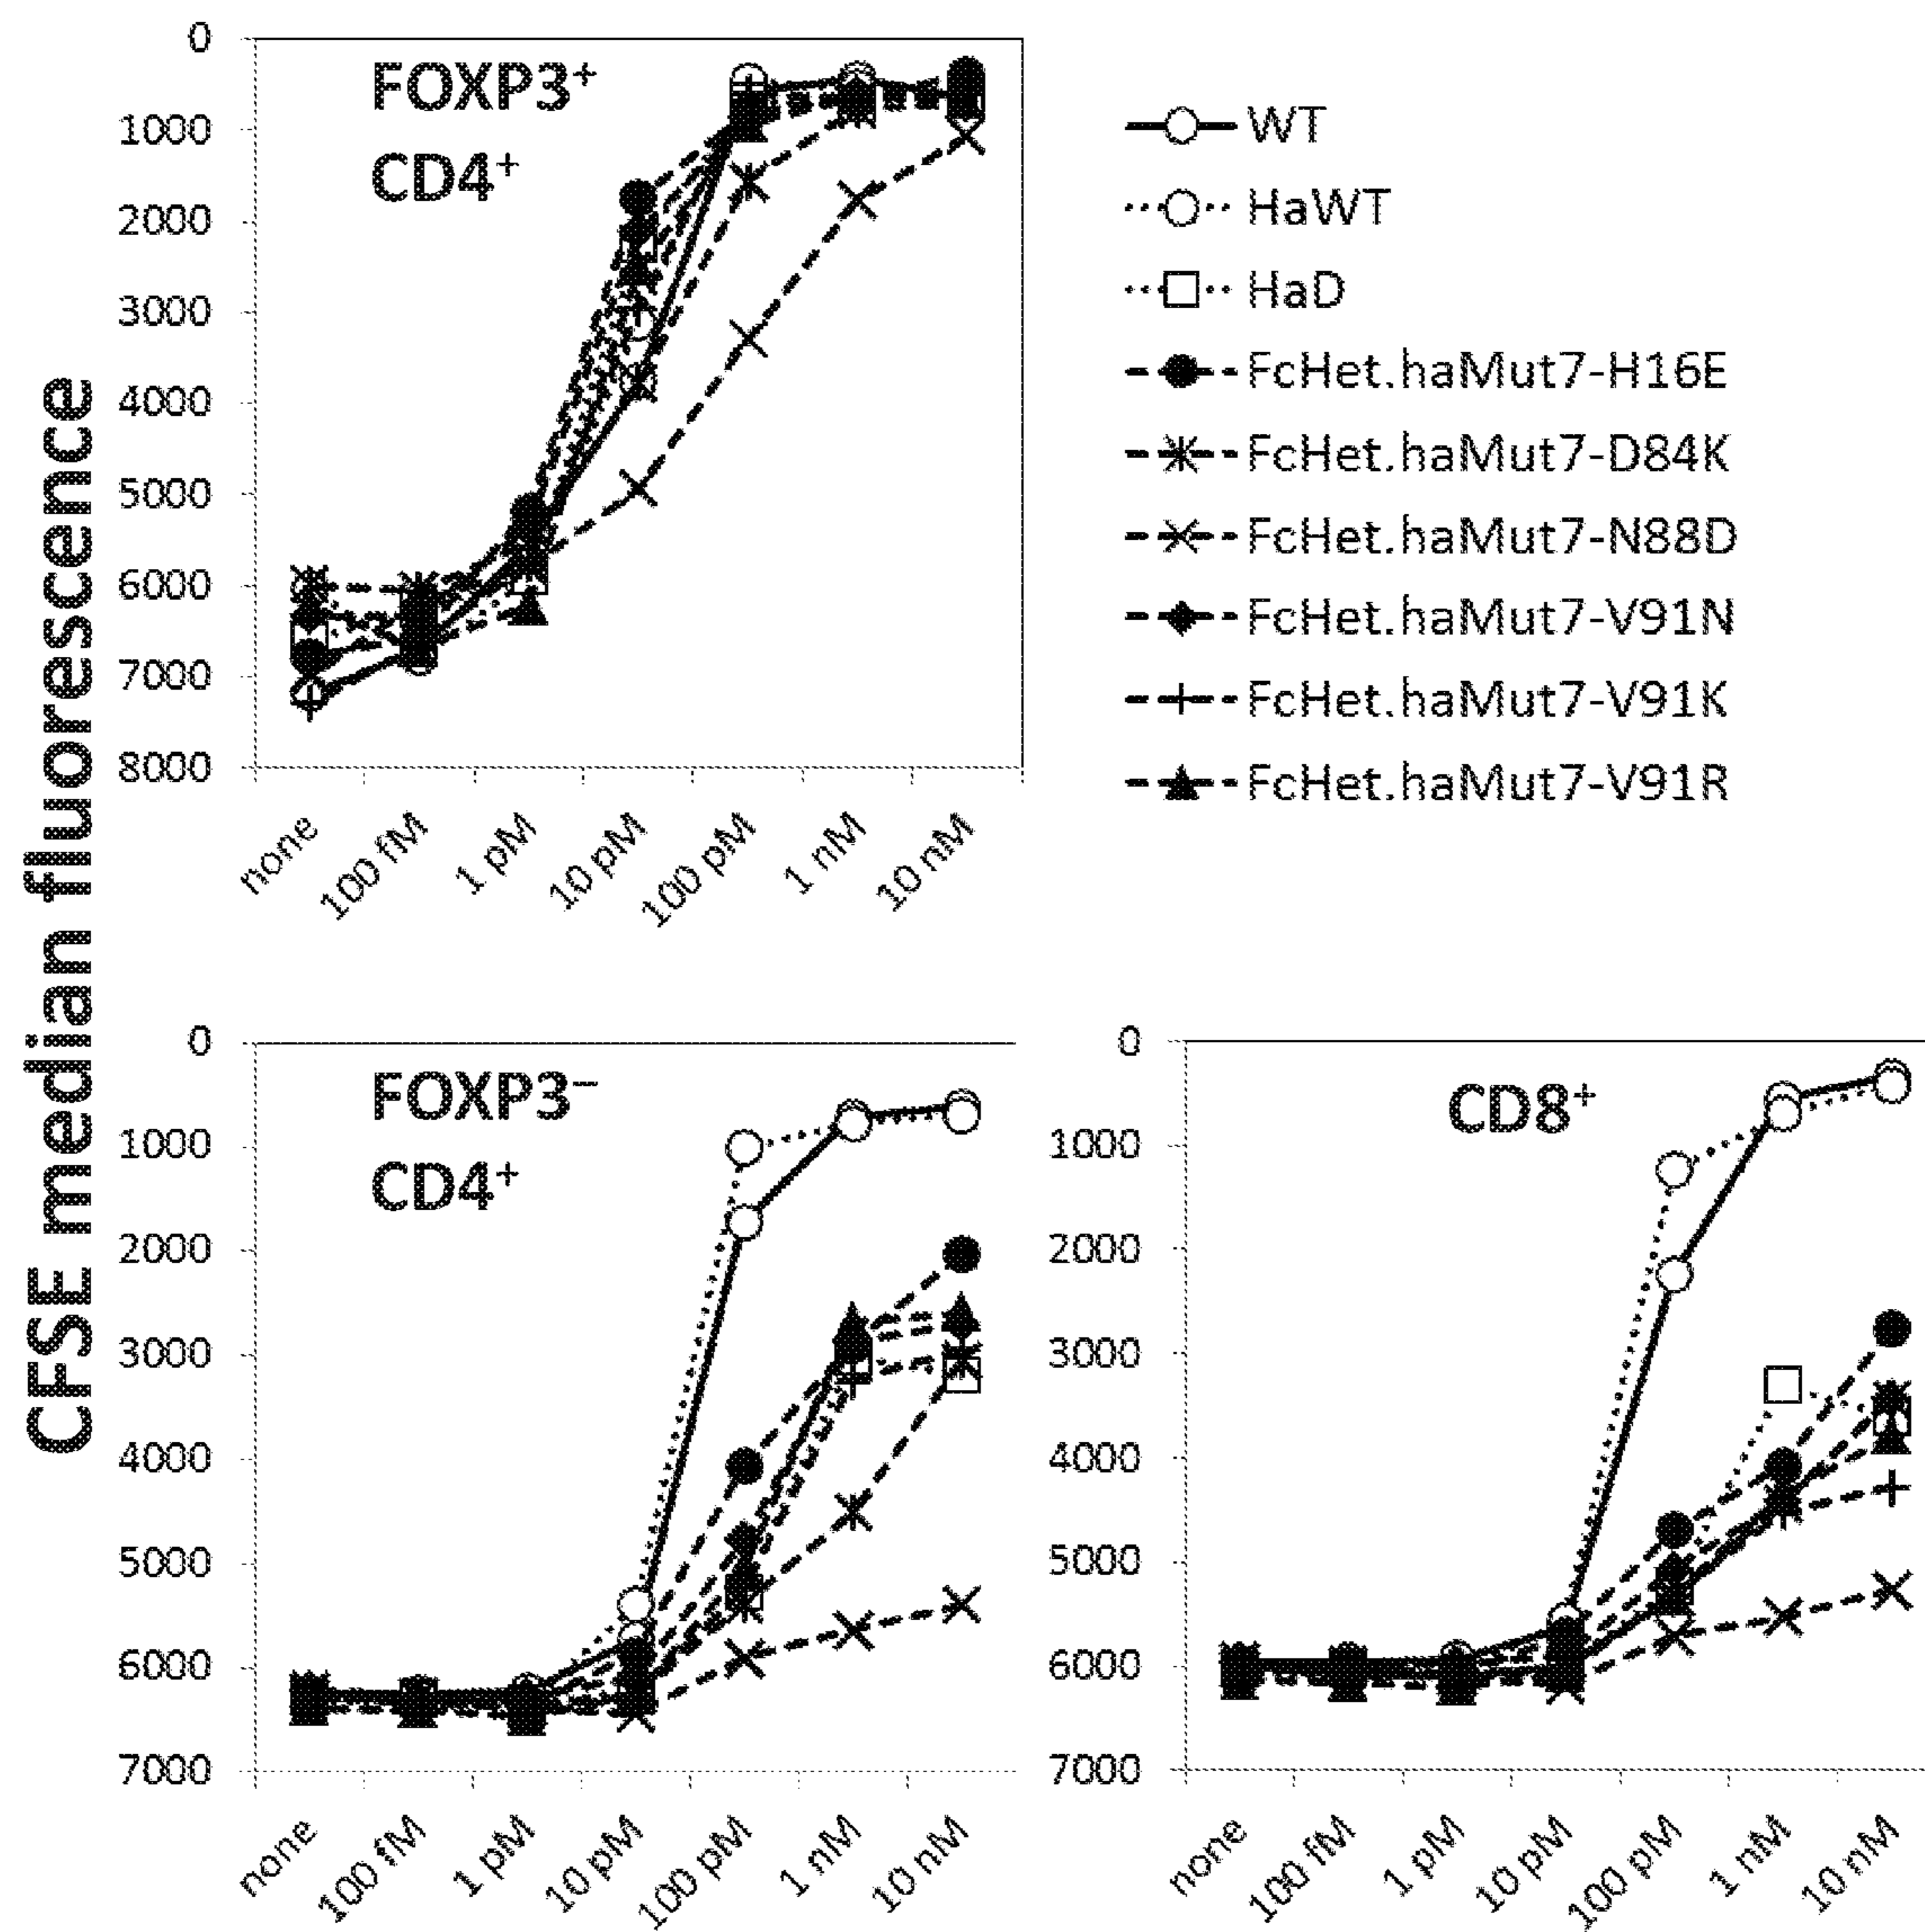 CFSE median fluorescence
0
1000
2000
3000
4000
5000
6000
7000
8000
FOXP3⁺
CD4⁺
none
100 fM
1 pM
10 pM
100 pM
1 nM
10 nM
WT
HaWT
HaD
FcHet.haMut7-H16E
FcHet.haMut7-D84K
FcHet.haMut7-N88D
FcHet.haMut7-V91N
FcHet.haMut7-V91K
FcHet.haMut7-V91R
0
1000
2000
3000
4000
5000
6000
7000
FOXP3⁻
CD4⁺
none
100 fM
1 pM
10 pM
100 pM
1 nM
10 nM
0
1000
2000
3000
4000
5000
6000
7000
CD8⁺
none
100 fM
1 pM
10 pM
100 pM
1 nM
10 nM